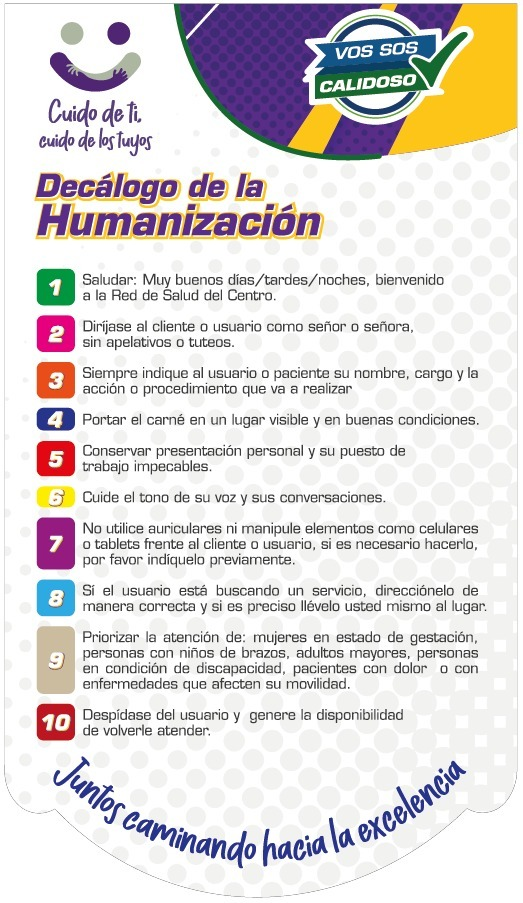 Cuido de ti,
cuido de los tuyos
VOS SOS
CALIDOSO
Decálogo de la
Humanización
1 Saludar: Muy buenos días/tardes/noches, bienvenido
a la Red de Salud del Centro.
2 Diríjase al cliente o usuario como señor o señora,
sin apelativos o tuteos.
3 Siempre indique al usuario o paciente su nombre, cargo y la
acción o procedimiento que va a realizar
4 Portar el carné en un lugar visible y en buenas condiciones.
5 Conservar presentación personal y su puesto de
trabajo impecables.
6 Cuide el tono de su voz y sus conversaciones.
7 No utilice auriculares ni manipule elementos como celulares
o tablets frente al cliente o usuario, si es necesario hacerlo,
por favor indíquelo previamente.
8 Sí el usuario está buscando un servicio, direcciónelo de
manera correcta y si es preciso llévelo usted mismo al lugar.
9 Priorizar la atención de: mujeres en estado de gestación,
personas con niños de brazos, adultos mayores, personas
en condición de discapacidad, pacientes con dolor o con
enfermedades que afecten su movilidad.
10 Despídase del usuario y genere la disponibilidad
de volverle atender.
Juntos caminando hacia la excelencia